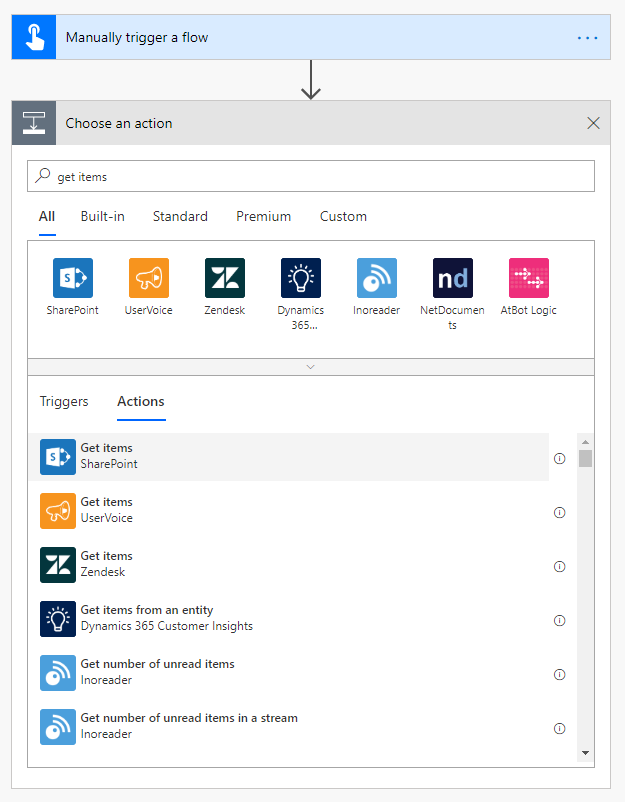 Manually trigger a flow
Choose an action
get items
All Built-in Standard Premium Custom
S
nd
SharePoint UserVoice Zendesk Dynamics 365... Inoreader NetDocuments AtBot Logic
Triggers Actions
S
Get items
SharePoint
Get items
UserVoice
Get items
Zendesk
Get items from an entity
Dynamics 365 Customer Insights
Get number of unread items
Inoreader
Get number of unread items in a stream
Inoreader